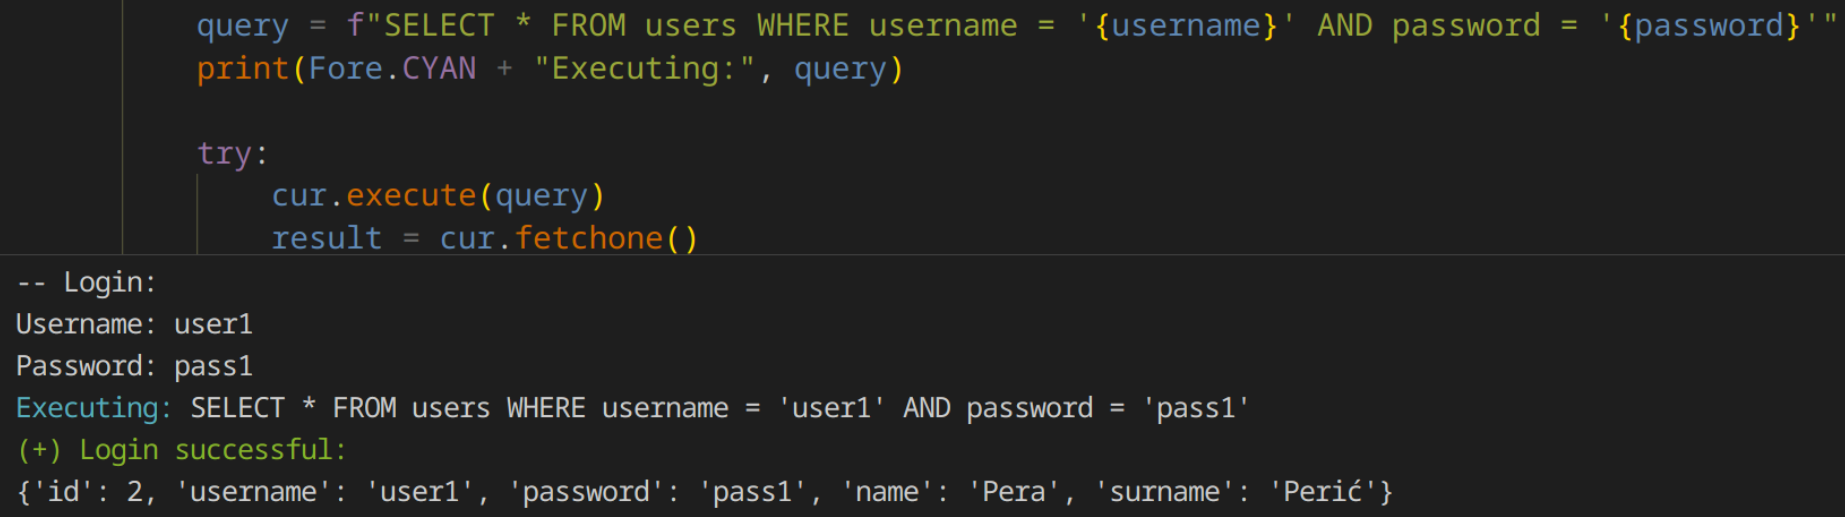 query = f"SELECT * FROM users WHERE username = '{username}' AND password = '{password}'"
print(Fore.CYAN + "Executing:", query)
try:
cur.execute(query)
result = cur.fetchone()
-- Login:
Username: user1
Password: pass1
Executing: SELECT * FROM users WHERE username = 'user1' AND password = 'pass1'
(+) Login successful:
{'id': 2, 'username': 'user1', 'password': 'pass1', 'name': 'Pera', 'surname': 'Perić'}